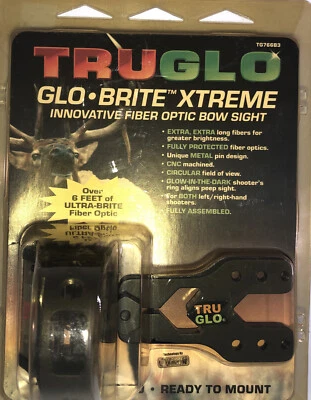 TG766B3
TRUGLO
GLO•BRITE™ XTREME
INNOVATIVE FIBER OPTIC BOW SIGHT
• EXTRA, EXTRA long fibers for
greater brightness.
• FULLY PROTECTED fiber optics.
• Unique METAL pin design.
• CNC machined.
• CIRCULAR field of view.
• GLOW-IN-THE-DARK shooter's
ring aligns peep sight.
• For BOTH left/right-hand
shooters.
• FULLY ASSEMBLED.
Over
6 FEET of
ULTRA-BRITE
Fiber Optic
TRU
GLO
• READY TO MOUNT